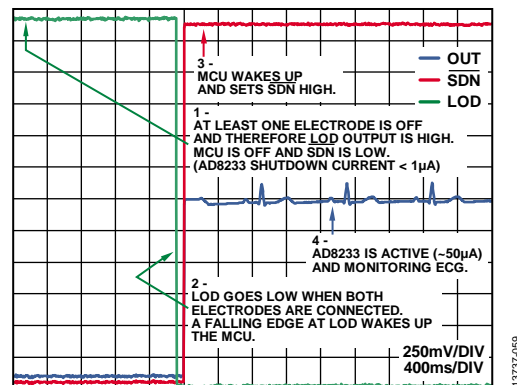 3 -
MCU WAKES UP
AND SETS SDN HIGH.
OUT
SDN
LOD
1 -
AT LEAST ONE ELECTRODE IS OFF
AND THEREFORE LOD OUTPUT IS HIGH.
MCU IS OFF AND SDN IS LOW.
(AD8233 SHUTDOWN CURRENT < 1µA)
4 -
AD8233 IS ACTIVE (~50µA)
AND MONITORING ECG.
2 -
LOD GOES LOW WHEN BOTH
ELECTRODES ARE CONNECTED.
A FALLING EDGE AT LOD WAKES UP
THE MCU.
250mV/DIV
400ms/DIV
13737-059